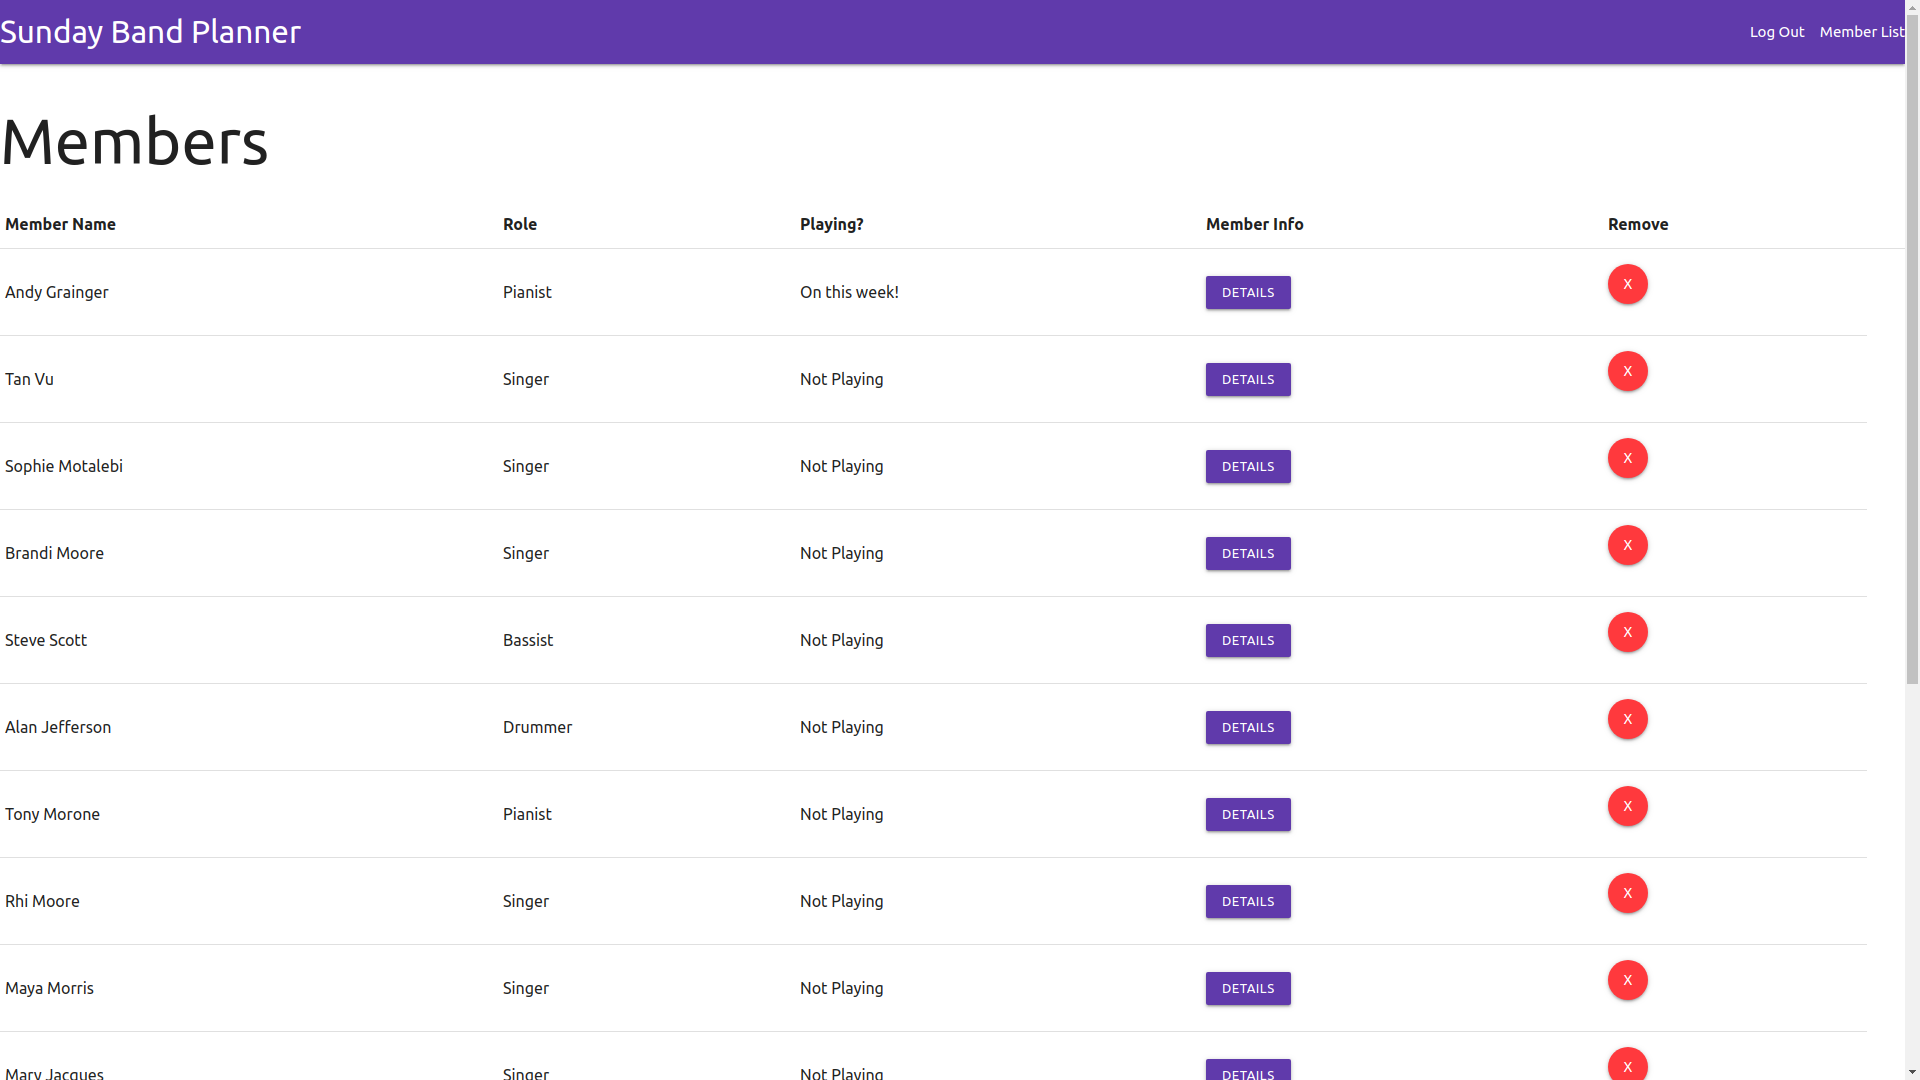 Sunday Band Planner Log Out Member List
Members
Member Name Role Playing? Member Info Remove
Andy Grainger Pianist On this week! DETAILS X
Tan Vu Singer Not Playing DETAILS X
Sophie Motalebi Singer Not Playing DETAILS X
Brandi Moore Singer Not Playing DETAILS X
Steve Scott Bassist Not Playing DETAILS X
Alan Jefferson Drummer Not Playing DETAILS X
Tony Morone Pianist Not Playing DETAILS X
Rhi Moore Singer Not Playing DETAILS X
Maya Morris Singer Not Playing DETAILS X
Mary Jacques Singer Not Playing DETAILS X